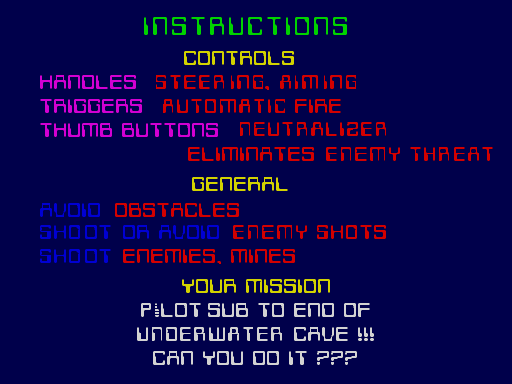 INSTRUCTIONS
CONTROLS
HANDLES STEERING, AIMING
TRIGGERS AUTOMATIC FIRE
THUMB BUTTONS NEUTRALIZER
ELIMINATES ENEMY THREAT
GENERAL
AVOID OBSTACLES
SHOOT OR AVOID ENEMY SHOTS
SHOOT ENEMIES, MINES
YOUR MISSION
PILOT SUB TO END OF
UNDERWATER CAVE !!!
CAN YOU DO IT ???